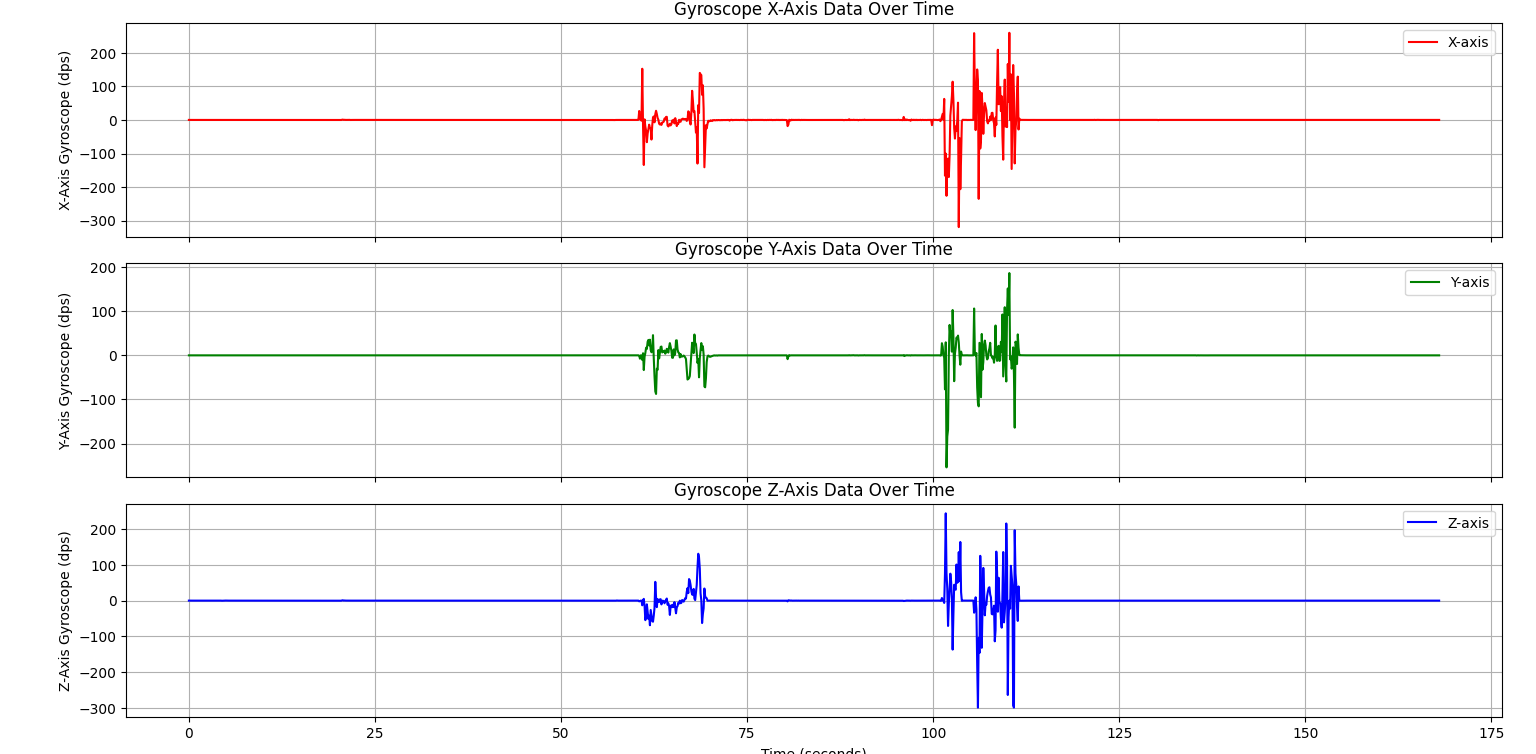 Gyroscope X-Axis Data Over Time
X-Axis Gyroscope (dps)
200
100
0
−100
−200
−300
X-axis
Gyroscope Y-Axis Data Over Time
Y-Axis Gyroscope (dps)
200
100
0
−100
−200
Y-axis
Gyroscope Z-Axis Data Over Time
Z-Axis Gyroscope (dps)
200
100
0
−100
−200
−300
Z-axis
0 25 50 75 100 125 150 175
Time (seconds)